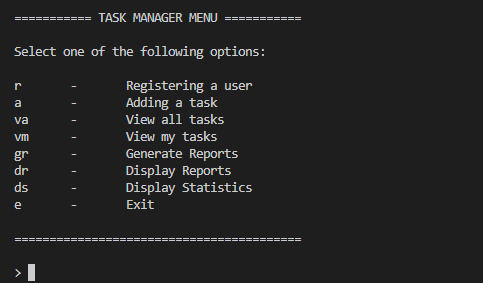 =========== TASK MANAGER MENU ===========
Select one of the following options:
r - Registering a user
a - Adding a task
va - View all tasks
vm - View my tasks
gr - Generate Reports
dr - Display Reports
ds - Display Statistics
e - Exit
=========================================
>